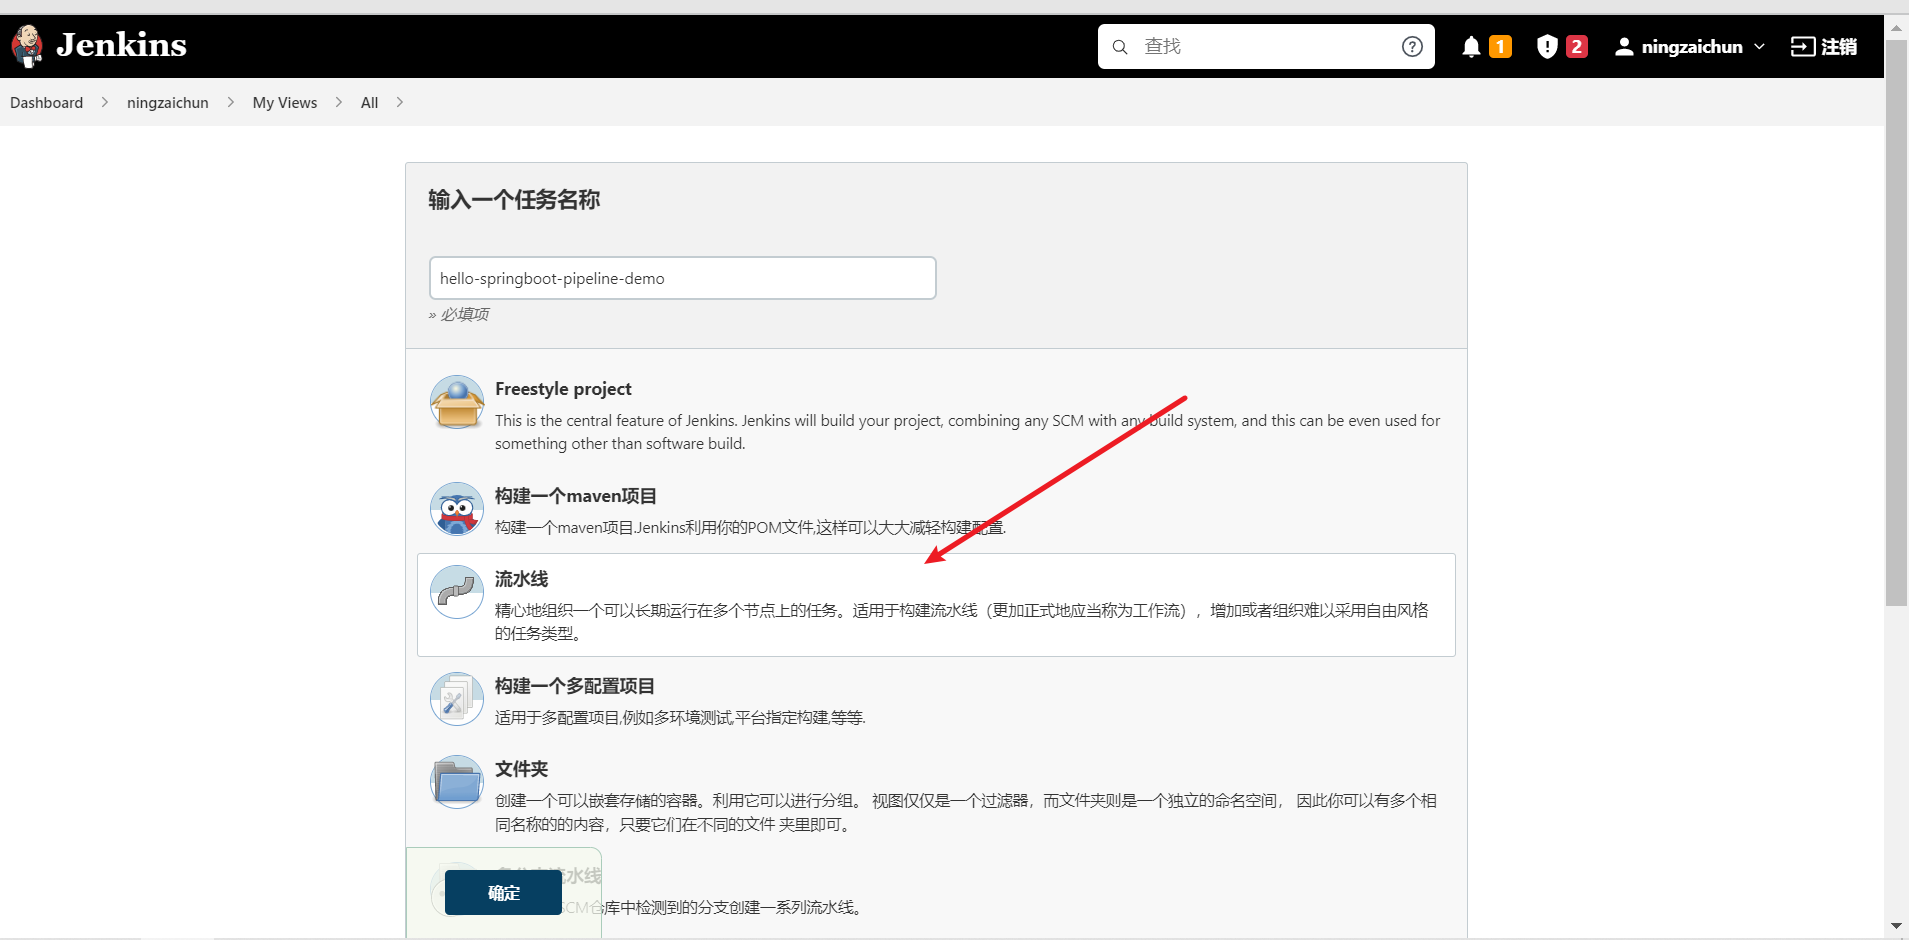 Jenkins
查找
1
2
ningzaichun
注销
Dashboard
ningzaichun
My Views
All
输入一个任务名称
hello-springboot-pipeline-demo
» 必填项
Freestyle project
This is the central feature of Jenkins. Jenkins will build your project, combining any SCM with any build system, and this can be even used for
something other than software build.
构建一个maven项目
构建一个maven项目.Jenkins利用你的POM文件,这样可以大大减轻构建配置.
流水线
精心地组织一个可以长期运行在多个节点上的任务。适用于构建流水线（更加正式地应当称为工作流），增加或者组织难以采用自由风格
的任务类型。
构建一个多配置项目
适用于多配置项目,例如多环境测试,平台指定构建,等等.
文件夹
创建一个可以嵌套存储的容器。利用它可以进行分组。 视图仅仅是一个过滤器，而文件夹则是一个独立的命名空间， 因此你可以有多个相
同名称的的内容，只要它们在不同的文件 夹里即可。
流水线
确定
SCM仓库中检测到的分支创建一系列流水线。